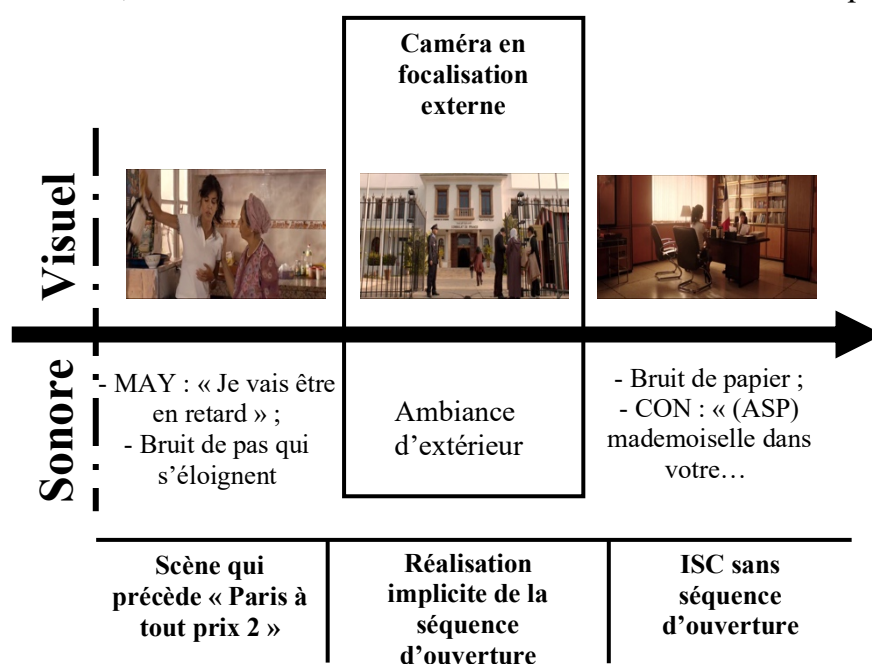 Caméra en
focalisation
externe
Visuel
Sonore
- MAY : « Je vais être
en retard » ;
- Bruit de pas qui
s’éloignent
Ambiance
d’extérieur
- Bruit de papier ;
- CON : « (ASP)
mademoiselle dans
votre…
Scène qui
précède « Paris à
tout prix 2 »
Réalisation
implicite de la
séquence
d’ouverture
ISC sans
séquence
d’ouverture